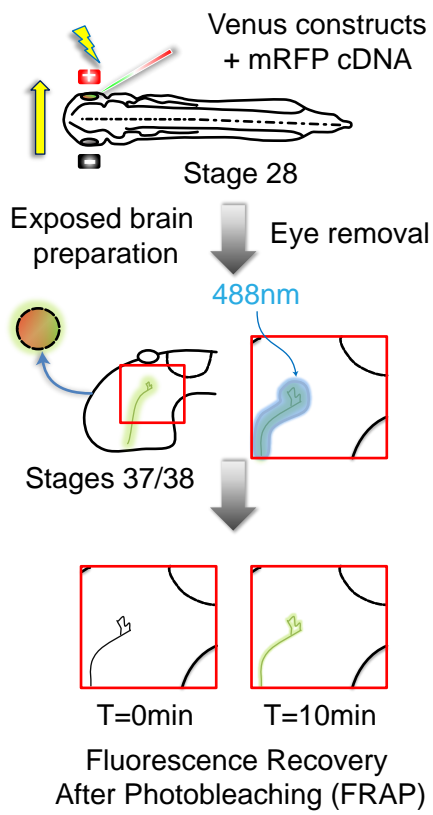 Venus constructs
+ mRFP cDNA
+
-
Stage 28
Exposed brain
preparation
Eye removal
488nm
Stages 37/38
T=0min
T=10min
Fluorescence Recovery
After Photobleaching (FRAP)